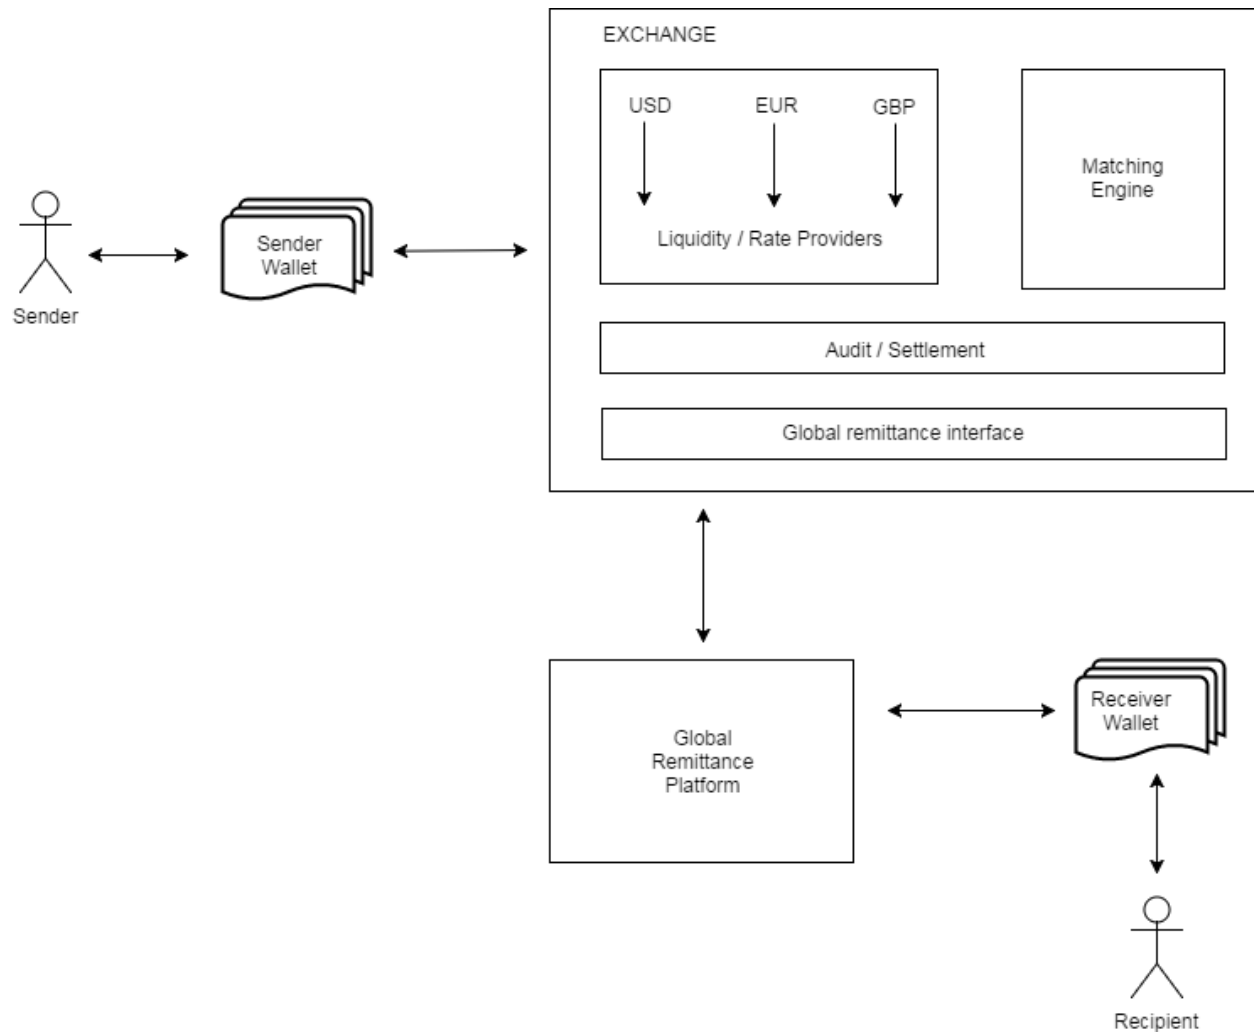 EXCHANGE
USD
EUR
GBP
Liquidity / Rate Providers
Matching
Engine
Sender
Wallet
Sender
Audit / Settlement
Global remittance interface
Global
Remittance
Platform
Receiver
Wallet
Recipient